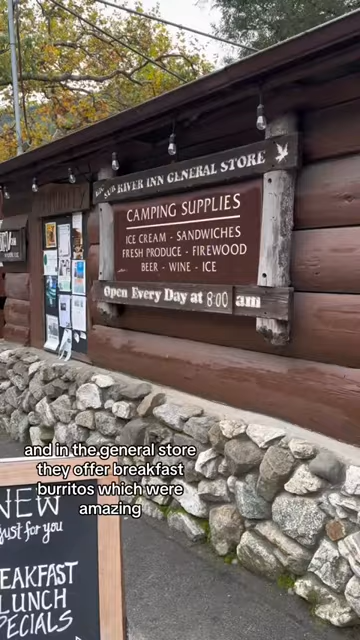 SUR RIVER INN GENERAL STORE
CAMPING SUPPLIES
ICE CREAM - SANDWICHES
FRESH PRODUCE - FIREWOOD
BEER - WINE - ICE
Open Every Day at 8:00 am
and in the general store
they offer breakfast
burritos which were
amazing
NEW
just for you
EAKFAST
LUNCH
PECIALS